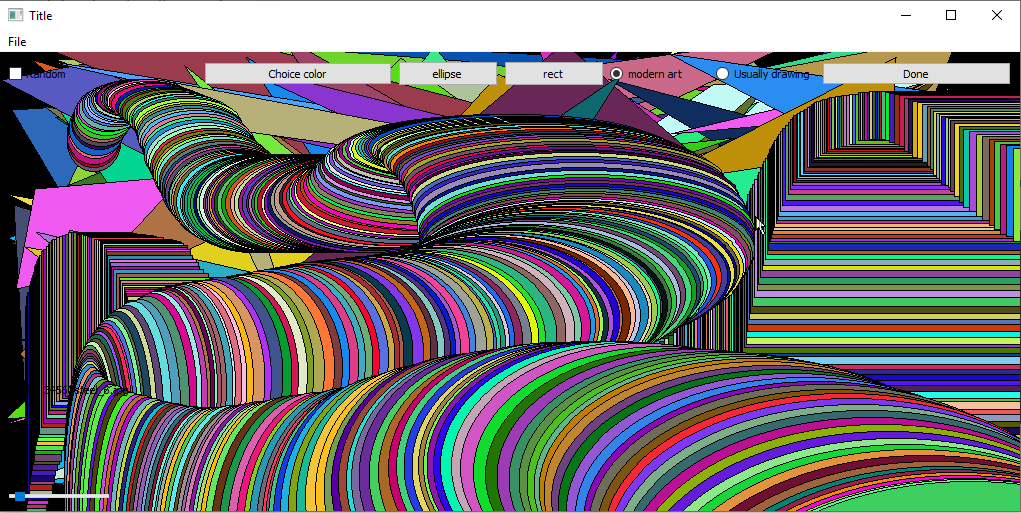 Title
File
Random Choice color ellipse rect modern art Usually drawing Done